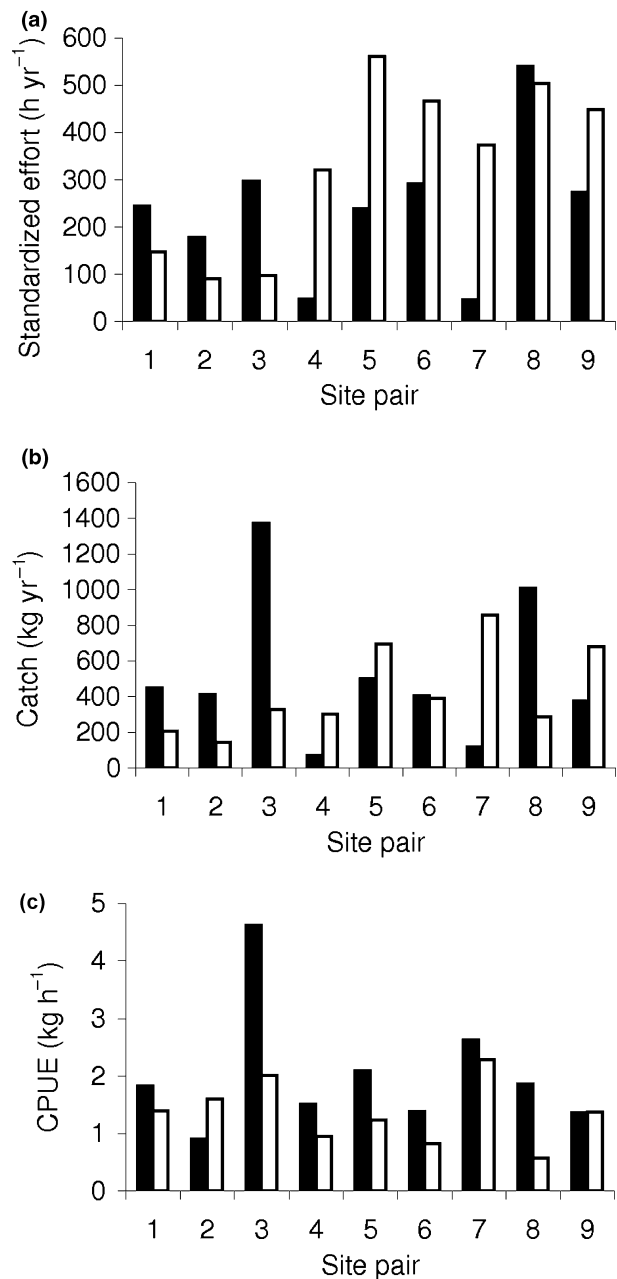 (a)
Standardized effort (h yr⁻¹)
600
500
400
300
200
100
0
1 2 3 4 5 6 7 8 9
Site pair
(b)
Catch (kg yr⁻¹)
1600
1400
1200
1000
800
600
400
200
0
1 2 3 4 5 6 7 8 9
Site pair
(c)
CPUE (kg h⁻¹)
5
4
3
2
1
0
1 2 3 4 5 6 7 8 9
Site pair